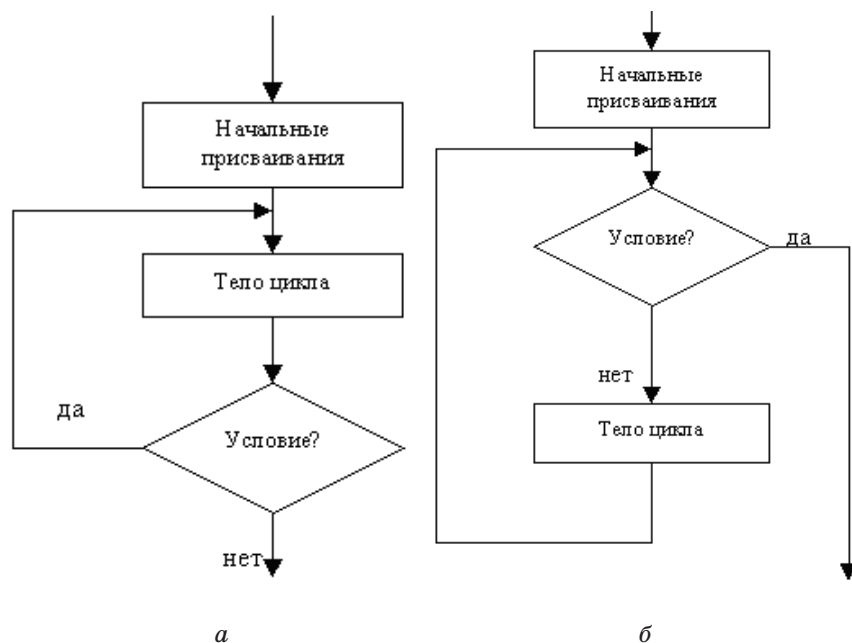 Начальные
присваивания
Тело цикла
да
Условие?
нет
а
Начальные
присваивания
Условие?
да
нет
Тело цикла
б